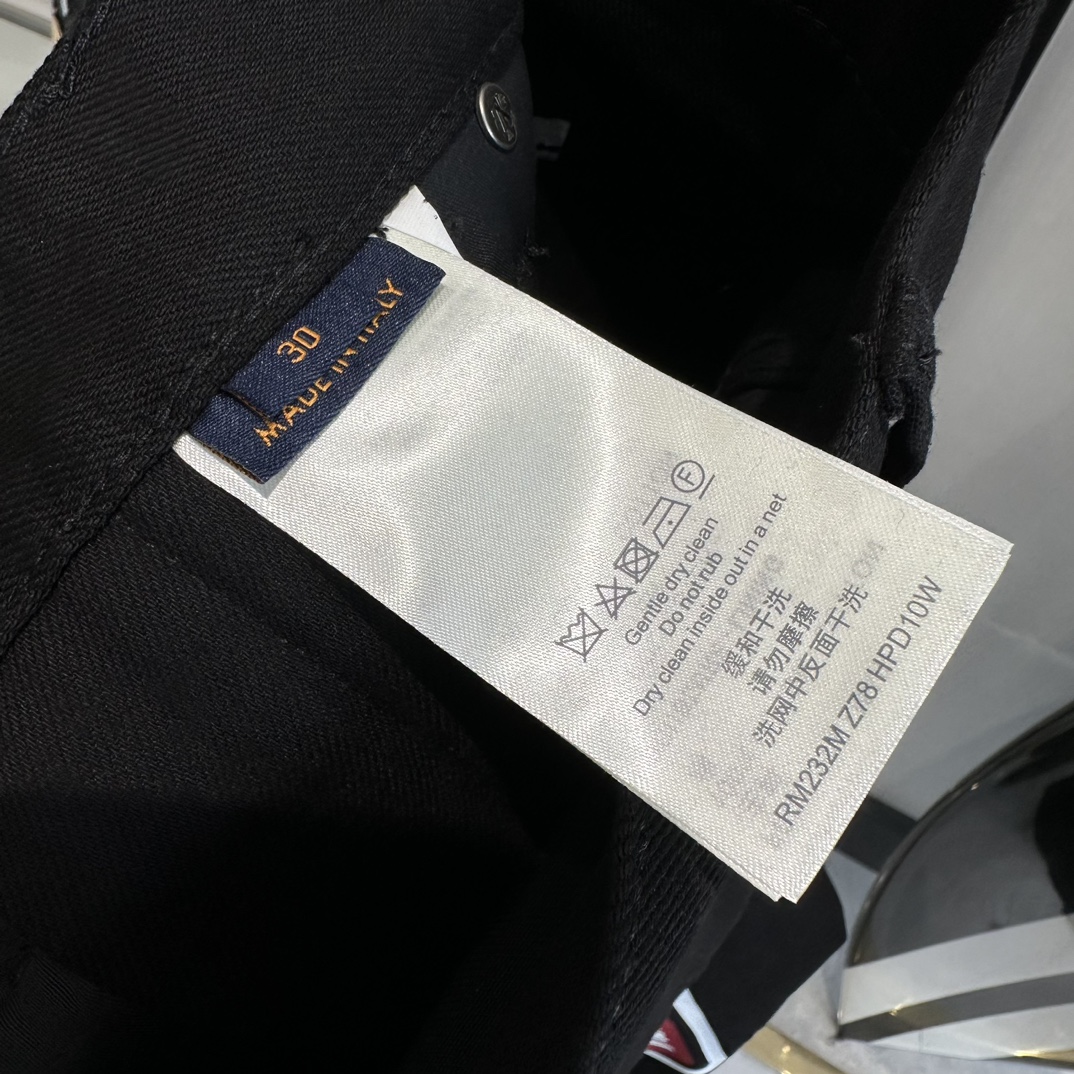 30
MADE IN ITALY
F
Gentle dry clean
Do not rub
Dry clean inside out in a net
缓和干洗
请勿摩擦
洗网中反面干洗
RM232M Z78 HPD10W